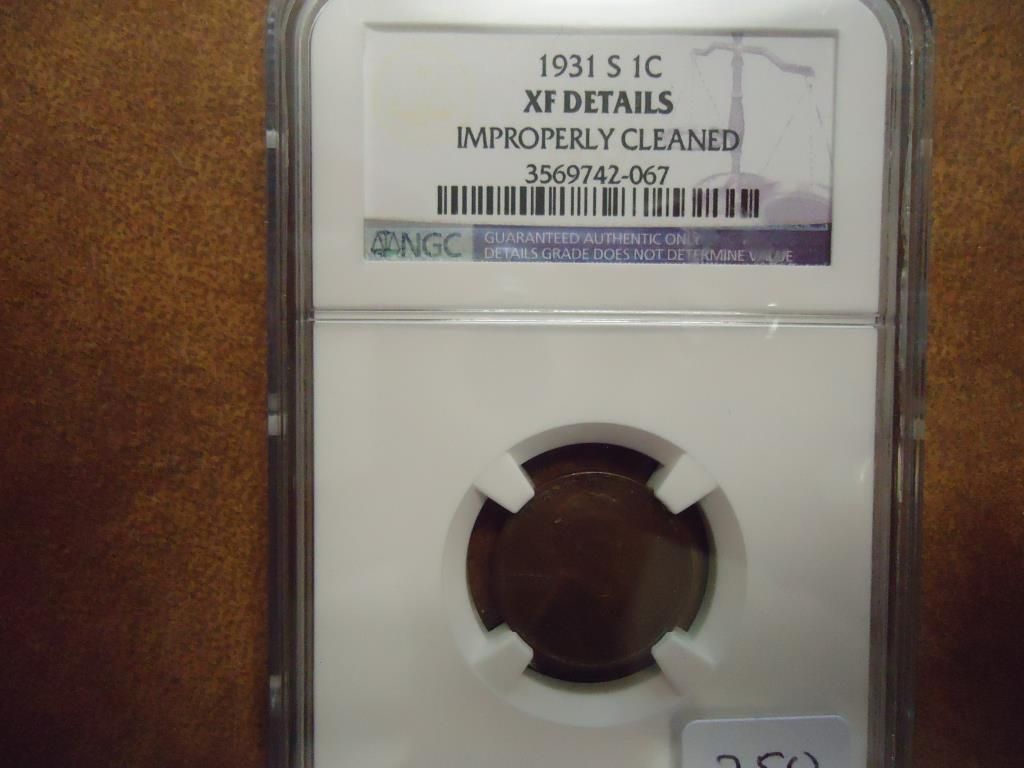 1931 S 1C
XF DETAILS
IMPROPERLY CLEANED
3569742-067
NGC
GUARANTEED AUTHENTIC ONLY
DETAILS GRADE DOES NOT DETERMINE VALUE